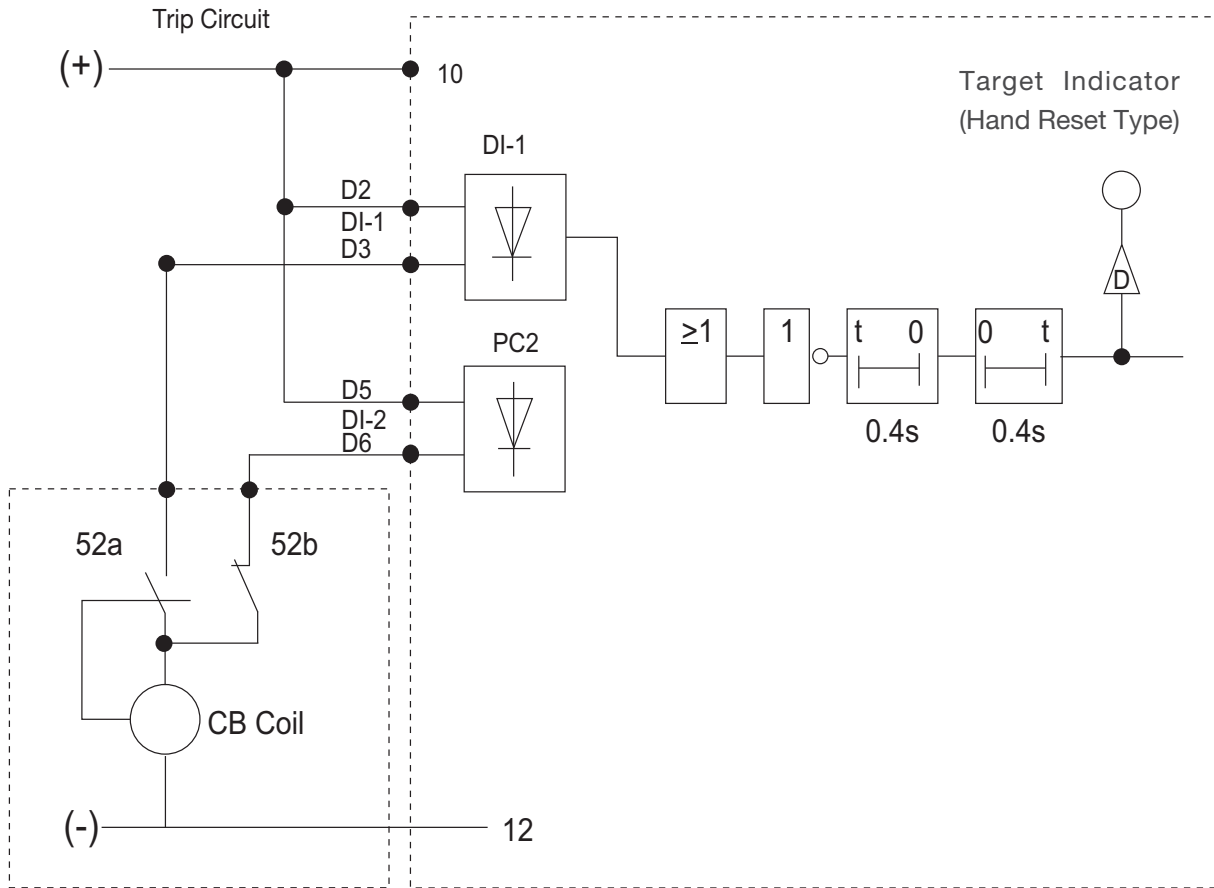 Trip Circuit
(+)
10
Target Indicator
(Hand Reset Type)
DI-1
D2
DI-1
D3
D
≥1
1
t 0
0 t
0.4s
0.4s
PC2
D5
DI-2
D6
52a
52b
CB Coil
(-)
12